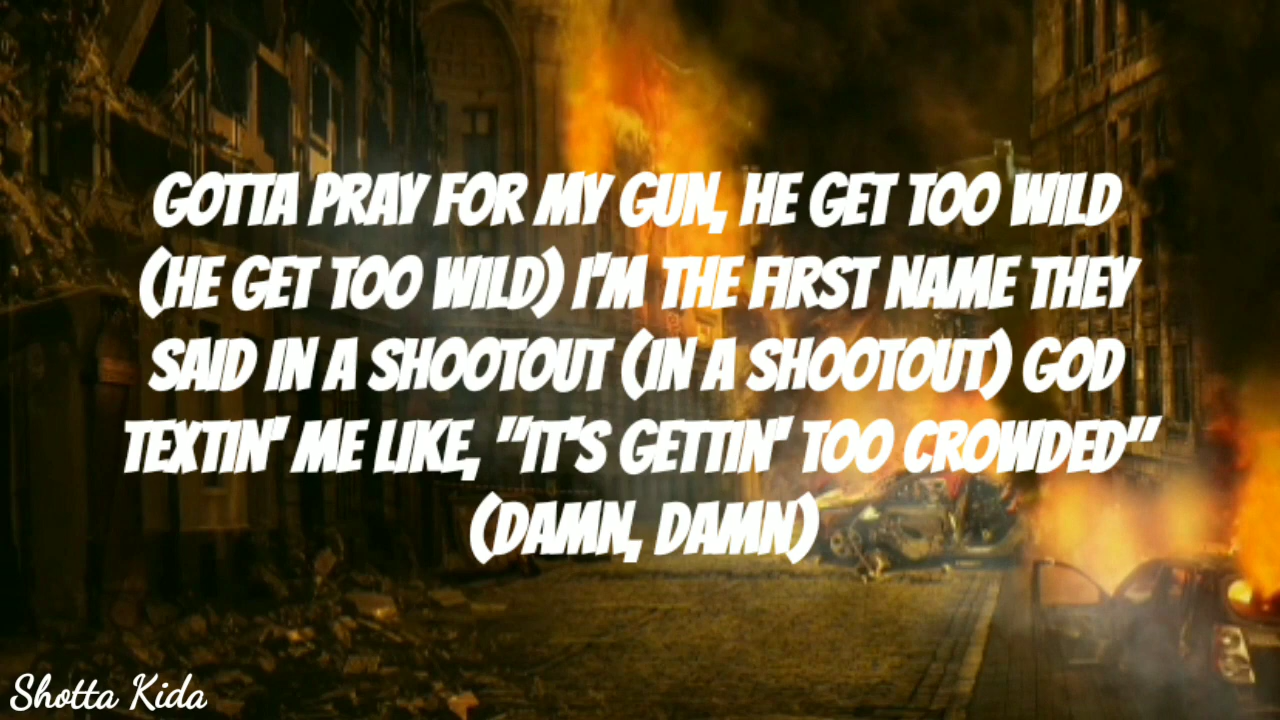 GOTTA PRAY FOR MY GUN, HE GET TOO WILD
(HE GET TOO WILD) I'M THE FIRST NAME THEY
SAID IN A SHOOTOUT (IN A SHOOTOUT) GOD
TEXTIN' ME LIKE, "IT'S GETTIN' TOO CROWDED"
(DAMN, DAMN)
Shotta Kida